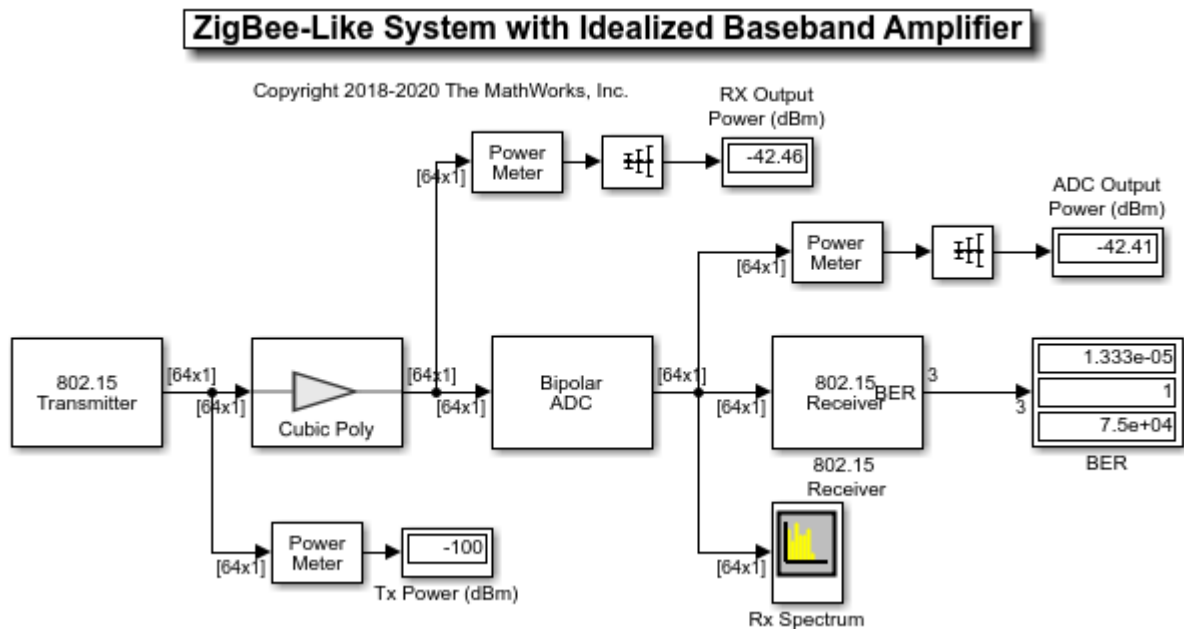 ZigBee-Like System with Idealized Baseband Amplifier
Copyright 2018-2020 The MathWorks, Inc.
RX Output
Power (dBm)
-42.46
Power
Meter
[64x1]
ADC Output
Power (dBm)
-42.41
Power
Meter
[64x1]
802.15
Transmitter
[64x1]
[64x1]
Cubic Poly
[64x1]
[64x1]
Bipolar
ADC
[64x1]
[64x1]
802.15
Receiver
BER
3
3
1.333e-05
1
7.5e+04
BER
802.15
Receiver
Power
Meter
[64x1]
-100
Tx Power (dBm)
[64x1]
Rx Spectrum